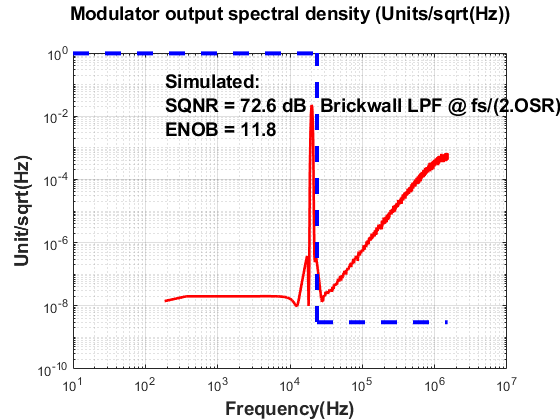 Modulator output spectral density (Units/sqrt(Hz))
10^0
Simulated:
SQNR = 72.6 dB
Brickwall LPF @ fs/(2.OSR)
ENOB = 11.8
10^-2
10^-4
10^-6
10^-8
10^-10
Unit/sqrt(Hz)
10^1 10^2 10^3 10^4 10^5 10^6 10^7
Frequency(Hz)